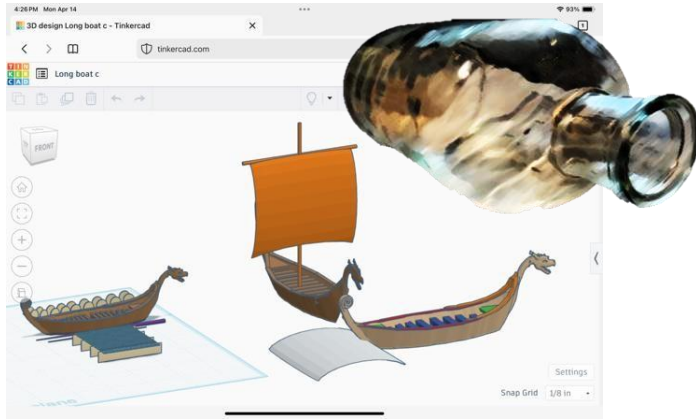 4:26 PM Mon Apr 14
93%
3D design Long boat c - Tinkercad
1
tinkercad.com
TIN
KER
CAD
Long boat c
FRONT
Settings
Snap Grid 1/8 in